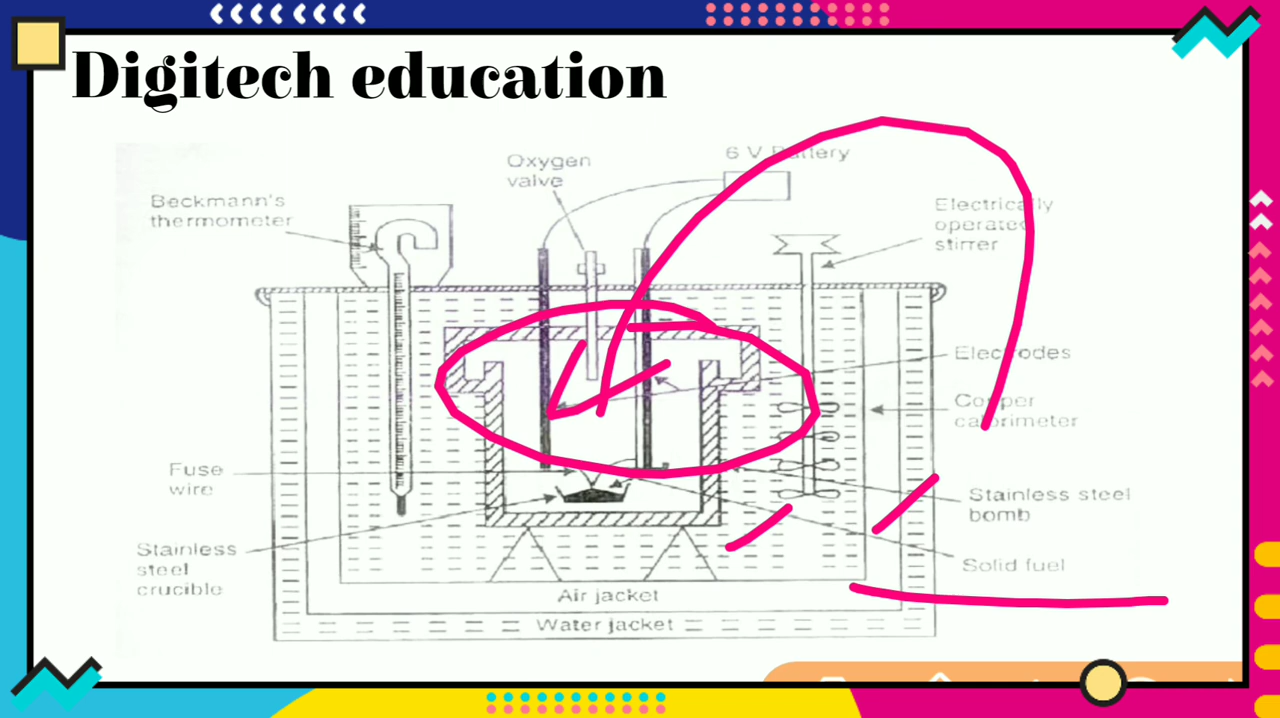 Digitech education
Oxygen
valve
6 V Battery
Beckmann's
thermometer
Electrically
operated
stirrer
Electrodes
Copper
calorimeter
Fuse
wire
Stainless steel
bomb
Stainless
steel
crucible
Solid fuel
Air jacket
Water jacket